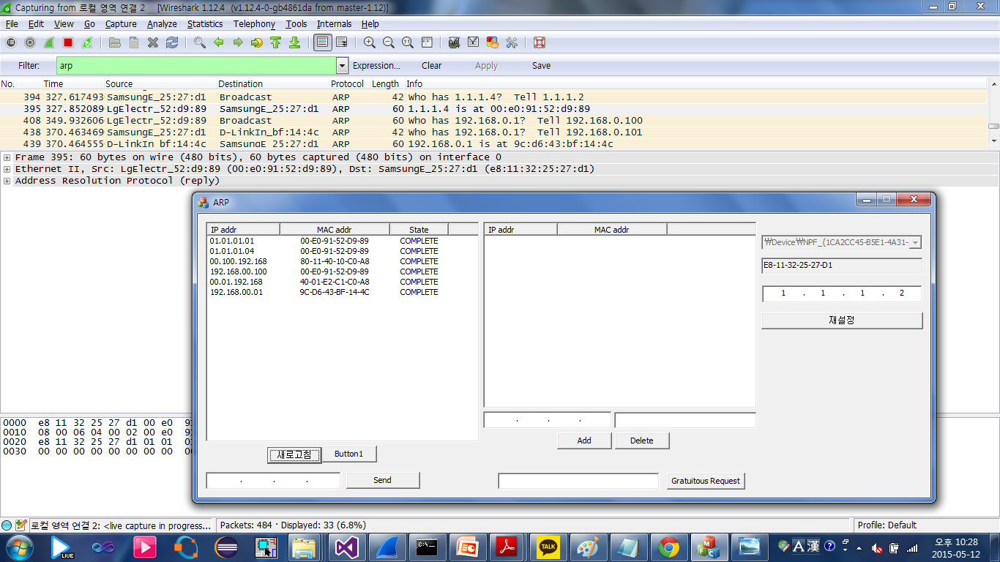 Capturing from 로컬 영역 연결 2 [Wireshark 1.12.4 (v1.12.4-0-gb4861da from master-1.12)]
File Edit View Go Capture Analyze Statistics Telephony Tools Internals Help
Filter: arp Expression... Clear Apply Save
No. Time Source Destination Protocol Length Info
394 327.617493 SamsungE_25:27:d1 Broadcast ARP 42 Who has 1.1.1.4? Tell 1.1.1.2
395 327.852089 LgElectr_52:d9:89 SamsungE_25:27:d1 ARP 60 1.1.1.4 is at 00:e0:91:52:d9:89
408 349.932606 LgElectr_52:d9:89 Broadcast ARP 60 Who has 192.168.0.1? Tell 192.168.0.100
438 370.463469 SamsungE_25:27:d1 D-LinkIn_bf:14:4c ARP 42 Who has 192.168.0.1? Tell 192.168.0.101
439 370.464555 D-LinkIn_bf:14:4c SamsungE_25:27:d1 ARP 60 192.168.0.1 is at 9c:d6:43:bf:14:4c
Frame 395: 60 bytes on wire (480 bits), 60 bytes captured (480 bits) on interface 0
Ethernet II, Src: LgElectr_52:d9:89 (00:e0:91:52:d9:89), Dst: SamsungE_25:27:d1 (e8:11:32:25:27:d1)
Address Resolution Protocol (reply)
ARP
IP addr MAC addr State
01.01.01.01 00-E0-91-52-D9-89 COMPLETE
01.01.01.04 00-E0-91-52-D9-89 COMPLETE
00.100.192.168 80-11-40-10-C0-A8 COMPLETE
192.168.00.100 00-E0-91-52-D9-89 COMPLETE
00.01.192.168 40-01-E2-C1-C0-A8 COMPLETE
192.168.00.01 9C-D6-43-BF-14-4C COMPLETE
새로고침 Button1
. . . Send
IP addr MAC addr
. . .
Add Delete
Gratuitous Request
₩Device₩NPF_{1CA2CC45-B5E1-4A31-
E8-11-32-25-27-D1
1 . 1 . 1 . 2
재설정
0000 e8 11 32 25 27 d1 00 e0
0010 08 00 06 04 00 02 00 e0
0020 e8 11 32 25 27 d1 01 01
0030 00 00 00 00 00 00 00 00
로컬 영역 연결 2: <live capture in progress... Packets: 484 · Displayed: 33 (6.8%) Profile: Default
LIVE
TALK
MFC
A 漢
오후 10:28
2015-05-12